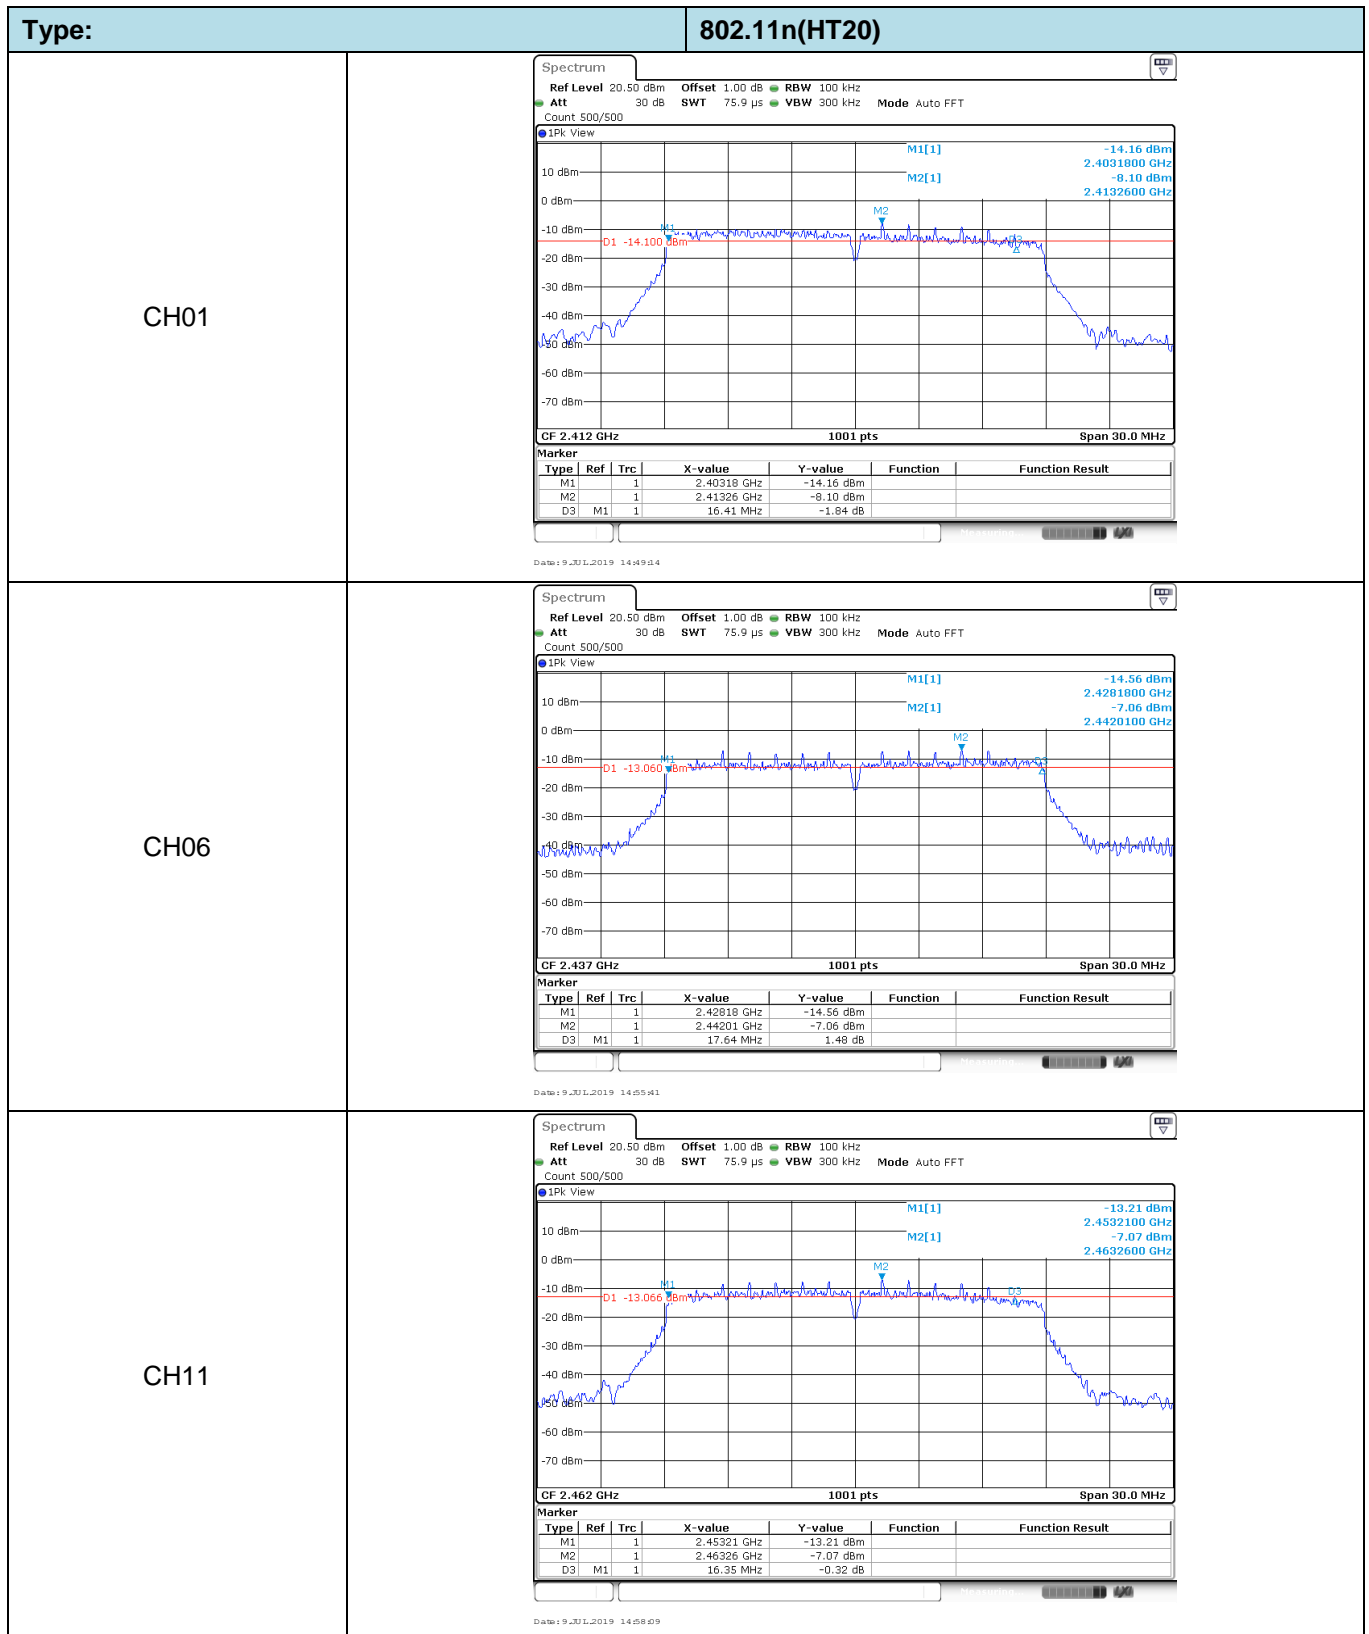 Type: 802.11n(HT20)
CH01
Spectrum
Ref Level 20.50 dBm Offset 1.00 dB RBW 100 kHz
Att 30 dB SWT 75.9 µs VBW 300 kHz Mode Auto FFT
Count 500/500
1Pk View
M1[1] -14.16 dBm
2.4031800 GHz
10 dBm
M2[1] -8.10 dBm
2.4132600 GHz
0 dBm
M2
-10 dBm
M1
D1 -14.100 dBm
D3
-20 dBm
-30 dBm
-40 dBm
-50 dBm
-60 dBm
-70 dBm
CF 2.412 GHz 1001 pts Span 30.0 MHz
Marker
Type Ref Trc X-value Y-value Function Function Result
M1 1 2.40318 GHz -14.16 dBm
M2 1 2.41326 GHz -8.10 dBm
D3 M1 1 16.41 MHz -1.84 dB
Measuring...
Date: 9.JUL.2019 14:49:14
CH06
Spectrum
Ref Level 20.50 dBm Offset 1.00 dB RBW 100 kHz
Att 30 dB SWT 75.9 µs VBW 300 kHz Mode Auto FFT
Count 500/500
1Pk View
M1[1] -14.56 dBm
2.4281800 GHz
10 dBm
M2[1] -7.06 dBm
2.4420100 GHz
0 dBm
M2
-10 dBm
M1
D1 -13.060 dBm
D3
-20 dBm
-30 dBm
-40 dBm
-50 dBm
-60 dBm
-70 dBm
CF 2.437 GHz 1001 pts Span 30.0 MHz
Marker
Type Ref Trc X-value Y-value Function Function Result
M1 1 2.42818 GHz -14.56 dBm
M2 1 2.44201 GHz -7.06 dBm
D3 M1 1 17.64 MHz 1.48 dB
Measuring...
Date: 9.JUL.2019 14:55:41
CH11
Spectrum
Ref Level 20.50 dBm Offset 1.00 dB RBW 100 kHz
Att 30 dB SWT 75.9 µs VBW 300 kHz Mode Auto FFT
Count 500/500
1Pk View
M1[1] -13.21 dBm
2.4532100 GHz
10 dBm
M2[1] -7.07 dBm
2.4632600 GHz
0 dBm
M2
-10 dBm
M1
D1 -13.066 dBm
D3
-20 dBm
-30 dBm
-40 dBm
-50 dBm
-60 dBm
-70 dBm
CF 2.462 GHz 1001 pts Span 30.0 MHz
Marker
Type Ref Trc X-value Y-value Function Function Result
M1 1 2.45321 GHz -13.21 dBm
M2 1 2.46326 GHz -7.07 dBm
D3 M1 1 16.35 MHz -0.32 dB
Measuring...
Date: 9.JUL.2019 14:58:09